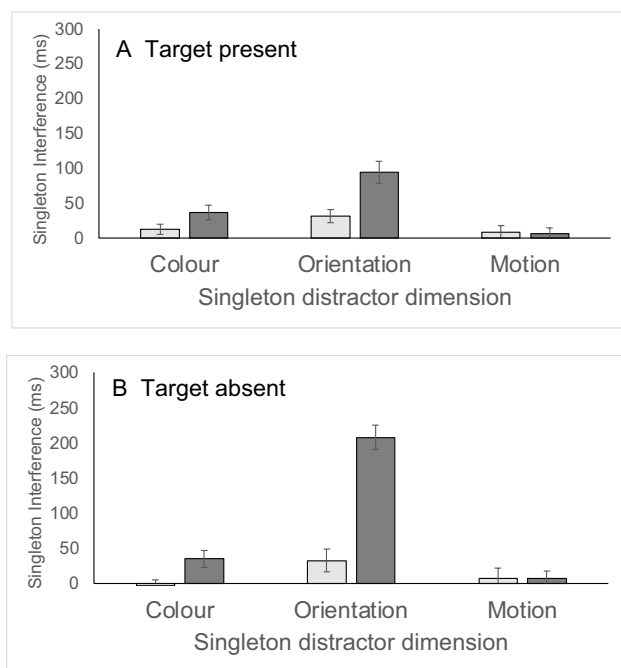 A Target present
Singleton Interference (ms)
300
250
200
150
100
50
0
Colour Orientation Motion
Singleton distractor dimension
B Target absent
Singleton Interference (ms)
300
250
200
150
100
50
0
Colour Orientation Motion
Singleton distractor dimension